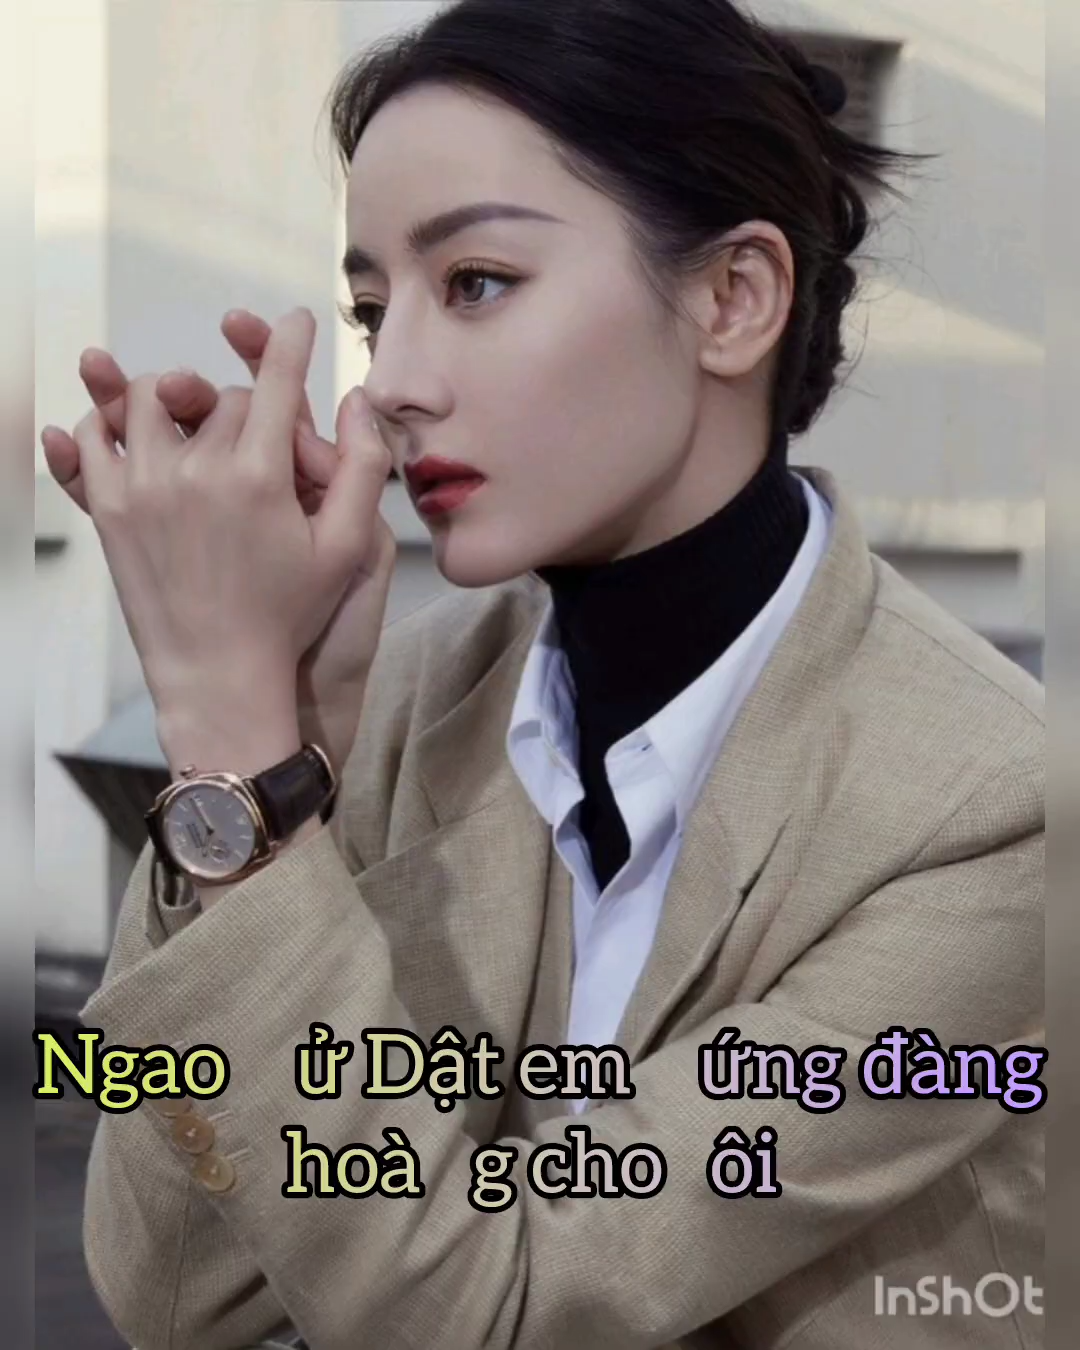 Ngao ử Dật em ứng đàng
hoà g cho ôi
InShOt